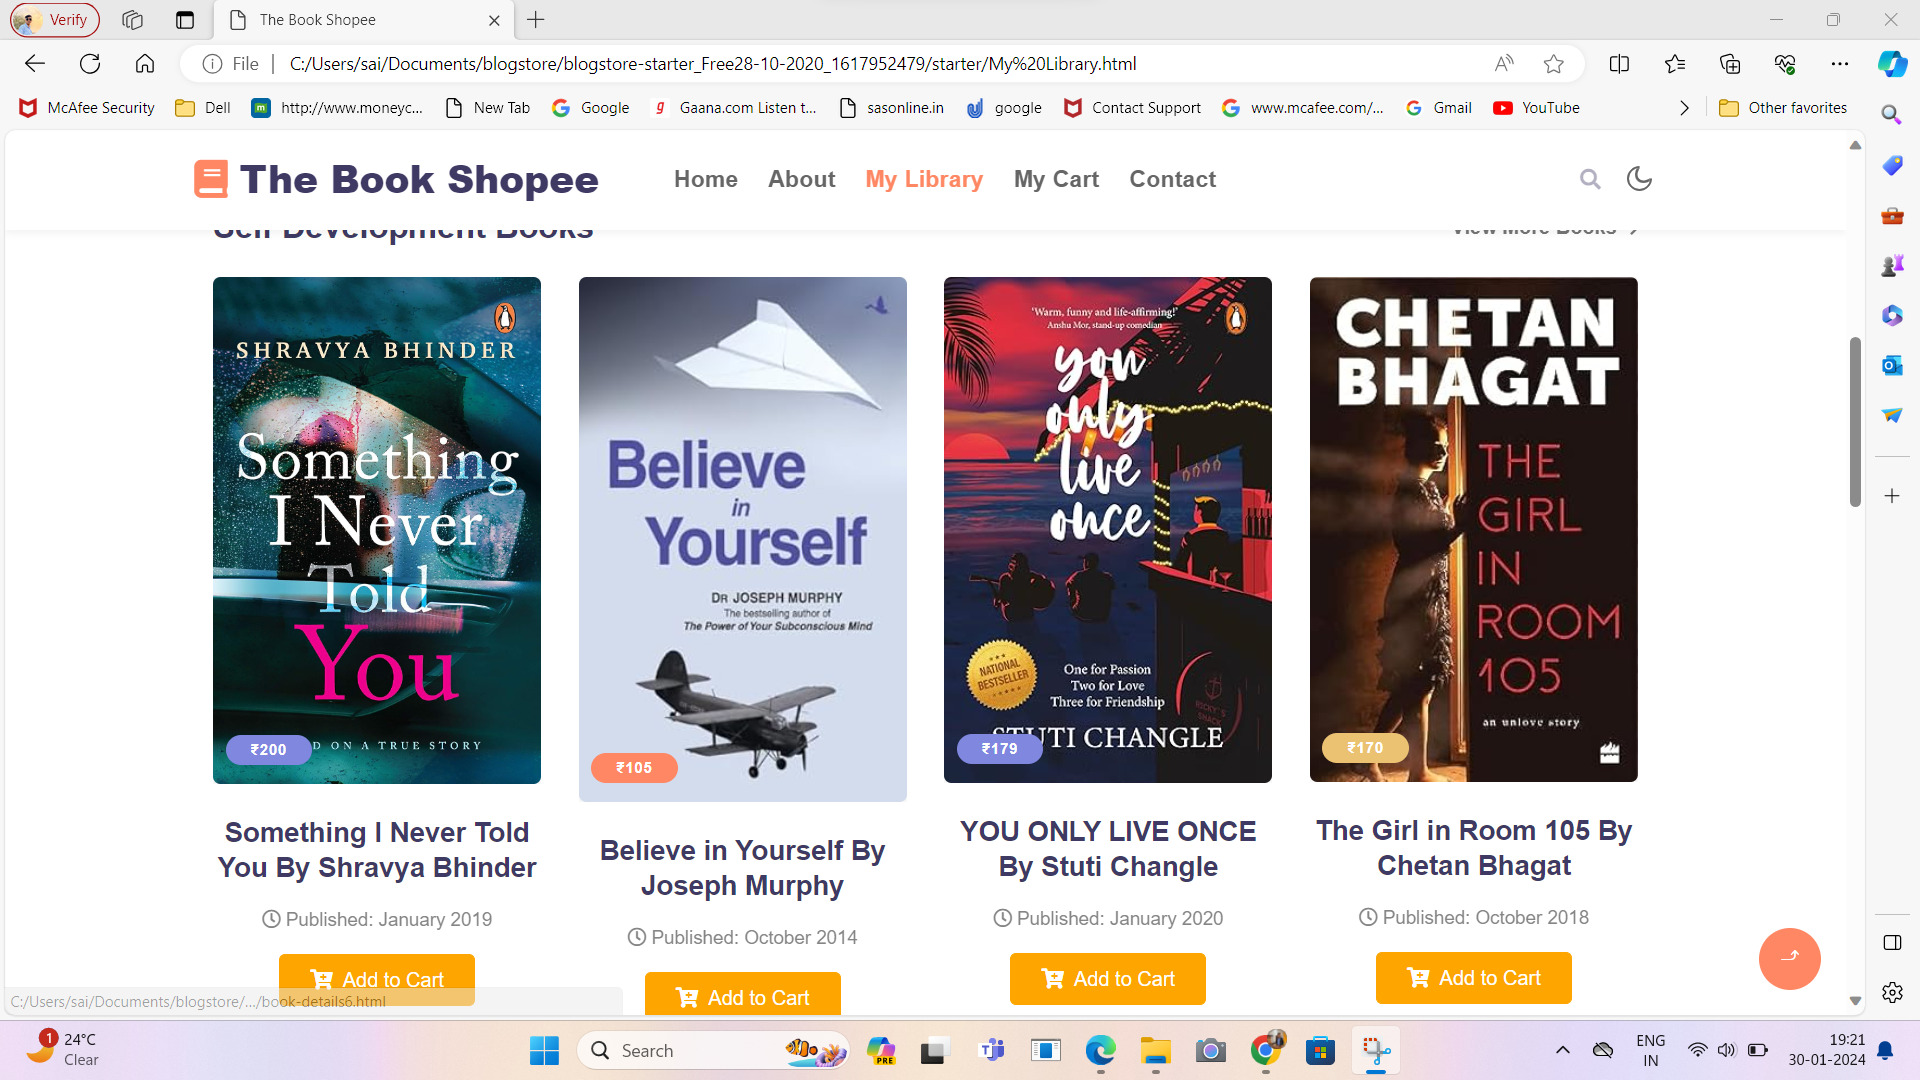 Verify
The Book Shopee
File
C:/Users/sai/Documents/blogstore/blogstore-starter_Free28-10-2020_1617952479/starter/My%20Library.html
McAfee Security
Dell
http://www.moneyc...
New Tab
Google
Gaana.com Listen t...
sasonline.in
google
Contact Support
www.mcafee.com/...
Gmail
YouTube
Other favorites
The Book Shopee
Home
About
My Library
My Cart
Contact
Self Development Books
View More Books
SHRAVYA BHINDER
Something
I Never
Told
You
D ON A TRUE STORY
₹200
Believe
in
Yourself
DR JOSEPH MURPHY
The bestselling author of
The Power of Your Subconscious Mind
₹105
'Warm, funny and life-affirming!'
Anshu Mor, stand-up comedian
you
only
live
once
NATIONAL
BESTSELLER
One for Passion
Two for Love
Three for Friendship
RICKY'S
SHACK
STUTI CHANGLE
₹179
CHETAN
BHAGAT
THE
GIRL
IN
ROOM
105
an unlove story
₹170
Something I Never Told
You By Shravya Bhinder
Published: January 2019
Add to Cart
Believe in Yourself By
Joseph Murphy
Published: October 2014
Add to Cart
YOU ONLY LIVE ONCE
By Stuti Changle
Published: January 2020
Add to Cart
The Girl in Room 105 By
Chetan Bhagat
Published: October 2018
Add to Cart
C:/Users/sai/Documents/blogstore/.../book-details6.html
1
24°C
Clear
Search
PRE
ENG
IN
19:21
30-01-2024